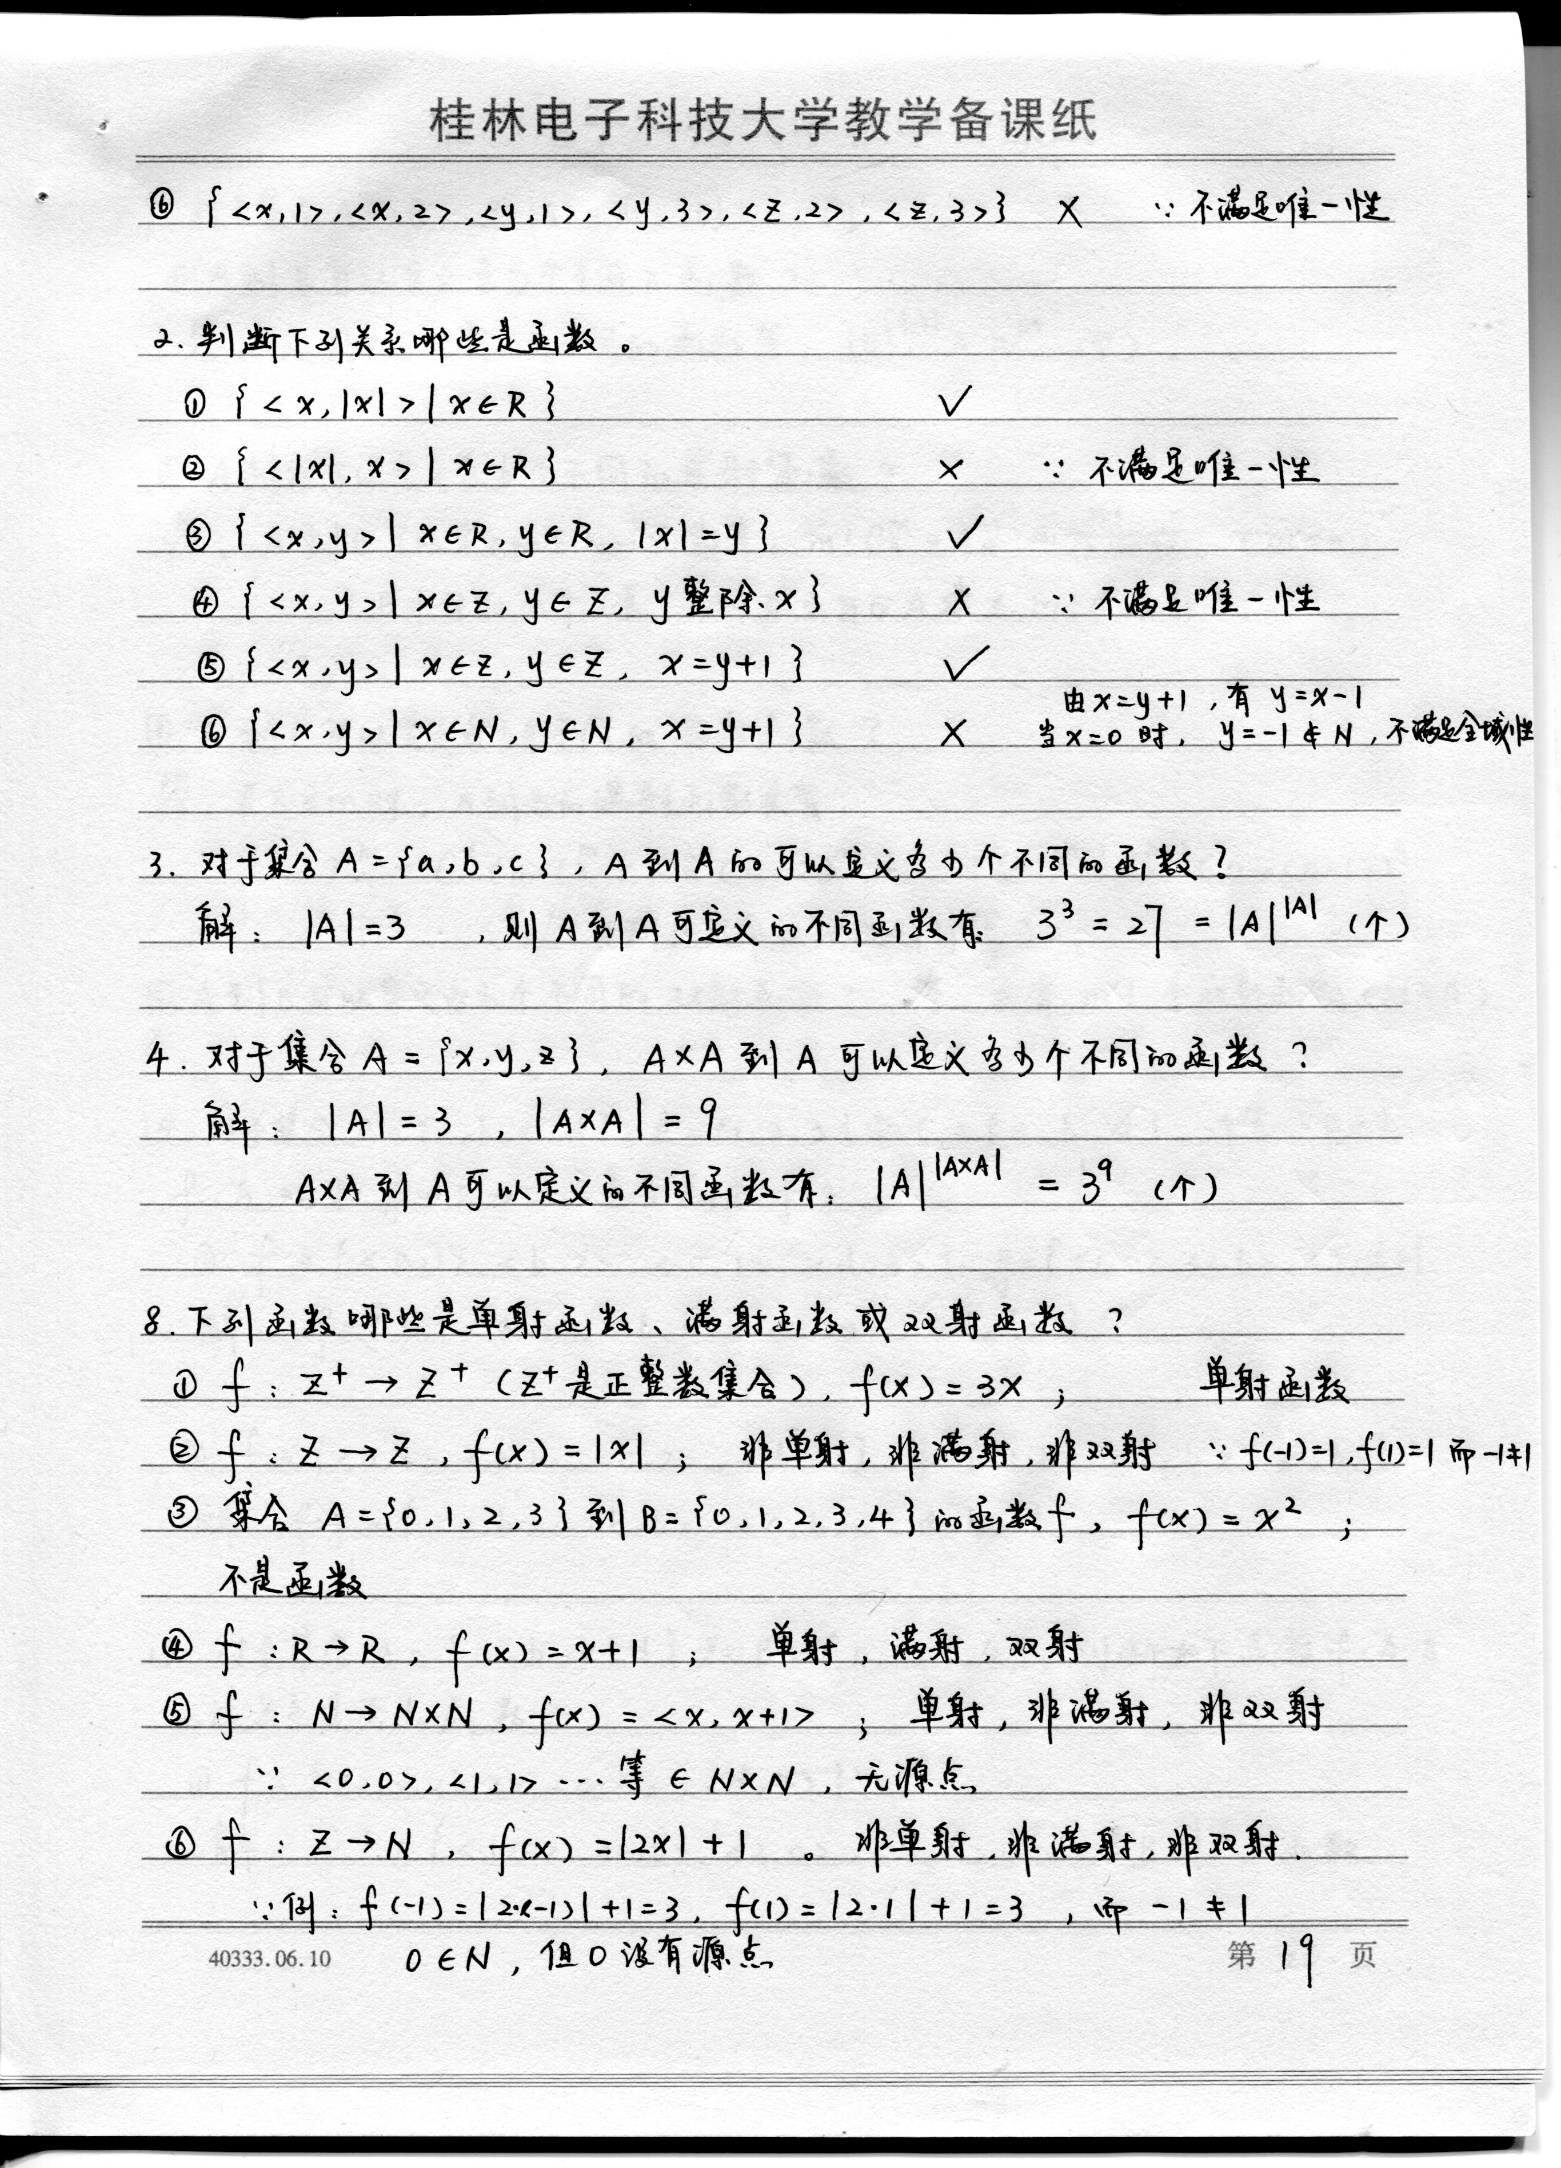 桂林电子科技大学教学备课纸
⑥ {<x,1>,<x,2>,<y,1>,<y,3>,<z,2>,<z,3>} × ∵ 不满足唯一性
2. 判断下列关系哪些是函数。
① {<x,|x|>|x∈R} ✓
② {<|x|,x>|x∈R} × ∵ 不满足唯一性
③ {<x,y>|x∈R,y∈R,|x|=y} ✓
④ {<x,y>|x∈Z,y∈Z,y整除x} × ∵ 不满足唯一性
⑤ {<x,y>|x∈Z,y∈Z,x=y+1} ✓
由x=y+1,有 y=x-1
⑥ {<x,y>|x∈N,y∈N,x=y+1} × 当x=0时,y=-1∉N,不满足全域性
3. 对于集合A={a,b,c},A到A的可以定义多少个不同的函数?
解: |A|=3 ,则A到A可定义的不同函数有: 3³=27=|A|^|A| (个)
4. 对于集合A={x,y,z},A×A到A可以定义多少个不同的函数?
解: |A|=3 ,|A×A|=9
A×A到A可以定义的不同函数有: |A|^|A×A| = 3⁹ (个)
8. 下列函数哪些是单射函数、满射函数或双射函数?
① f:Z⁺→Z⁺(Z⁺是正整数集合),f(x)=3x; 单射函数
② f:Z→Z,f(x)=|x|; 非单射,非满射,非双射 ∵ f(-1)=1,f(1)=1 而-1≠1
③ 集合A={0,1,2,3}到B={0,1,2,3,4}的函数f,f(x)=x²;
不是函数
④ f:R→R,f(x)=x+1; 单射,满射,双射
⑤ f:N→N×N,f(x)=<x,x+1>; 单射,非满射,非双射
∵ <0,0>,<1,1>…等∈N×N,无源点
⑥ f:Z→N,f(x)=|2x|+1。 非单射,非满射,非双射.
∵例:f(-1)=|2·(-1)|+1=3,f(1)=|2·1|+1=3,而 -1≠1
40333.06.10 0∈N,但0没有源点 第19页